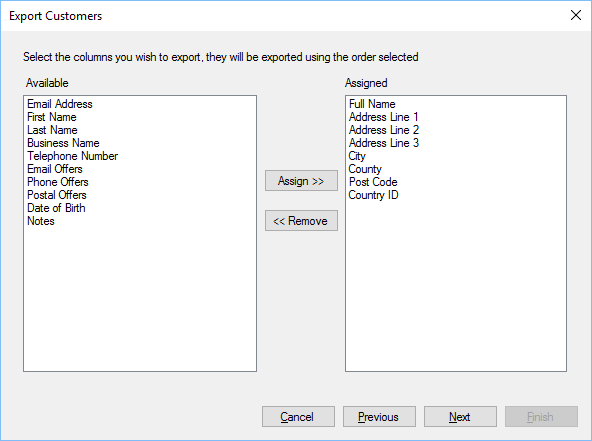 Export Customers
Select the columns you wish to export, they will be exported using the order selected
Available
Email Address
First Name
Last Name
Business Name
Telephone Number
Email Offers
Phone Offers
Postal Offers
Date of Birth
Notes
Assign >>
<< Remove
Assigned
Full Name
Address Line 1
Address Line 2
Address Line 3
City
County
Post Code
Country ID
Cancel
Previous
Next
Finish